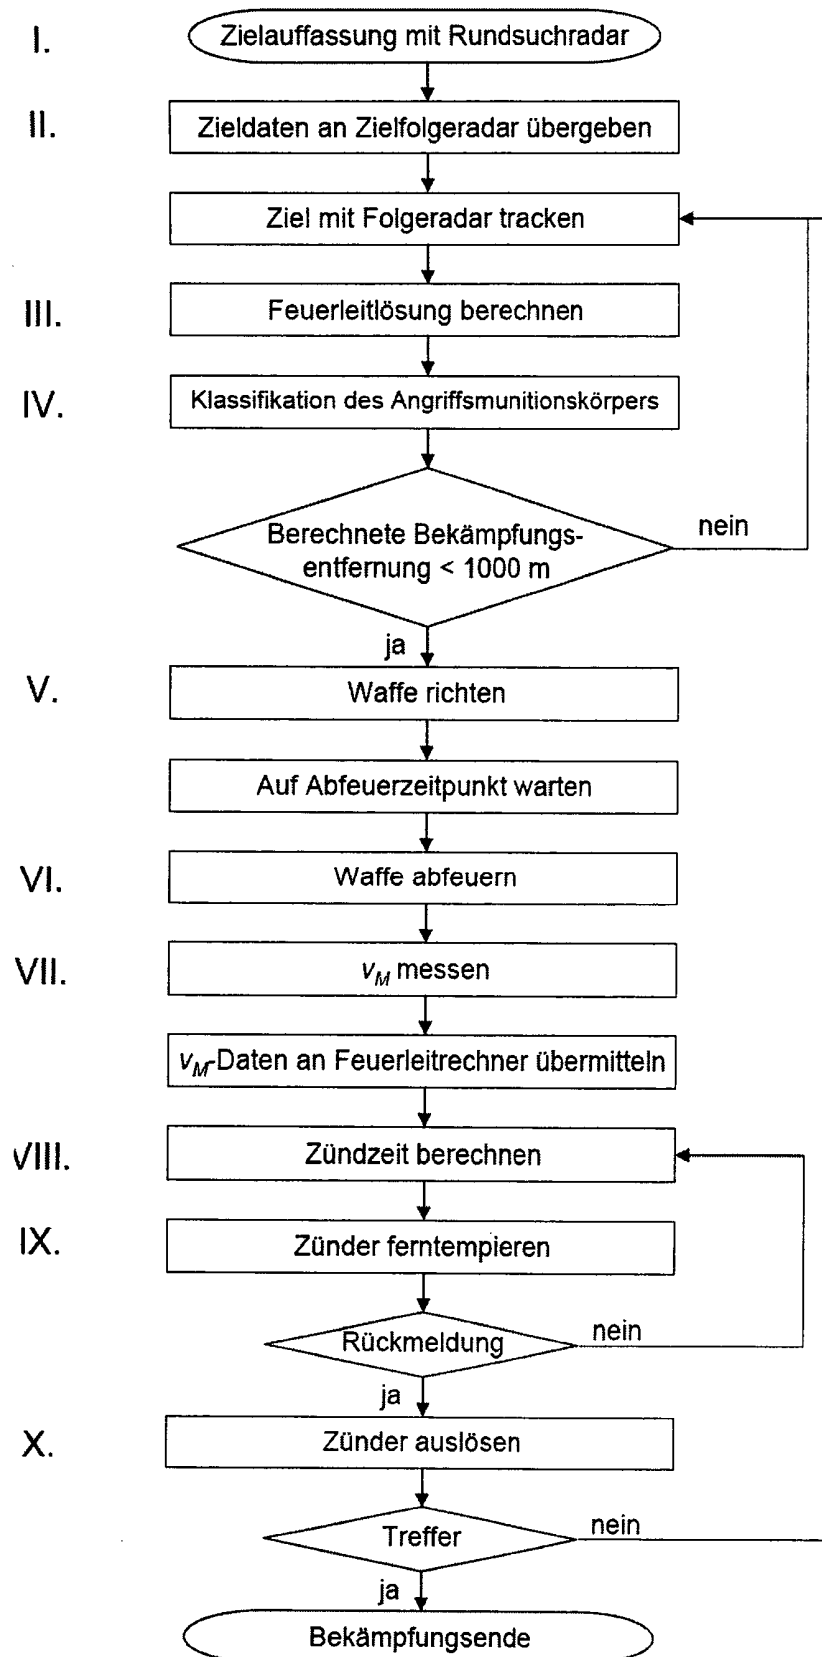 I.
Zielauffassung mit Rundsuchradar
II.
Zieldaten an Zielfolgeradar übergeben
Ziel mit Folgeradar tracken
III.
Feuerleitlösung berechnen
IV.
Klassifikation des Angriffsmunitionskörpers
Berechnete Bekämpfungs-
entfernung < 1000 m
nein
ja
V.
Waffe richten
Auf Abfeuerzeitpunkt warten
VI.
Waffe abfeuern
VII.
v_M messen
v_M-Daten an Feuerleitrechner übermitteln
VIII.
Zündzeit berechnen
IX.
Zünder ferntempieren
Rückmeldung
nein
ja
X.
Zünder auslösen
Treffer
nein
ja
Bekämpfungsende